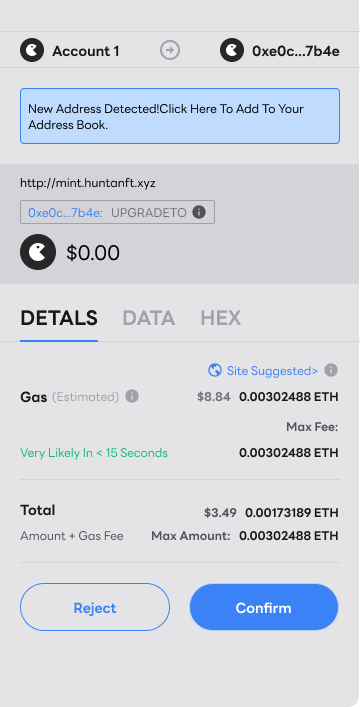 Account 1 0xe0c...7b4e
New Address Detected!Click Here To Add To Your
Address Book.
http://mint.huntanft.xyz
0xe0c...7b4e: UPGRADETO
$0.00
DETALS DATA HEX
Site Suggested>
Gas (Estimated) $8.84 0.00302488 ETH
Max Fee:
Very Likely In < 15 Seconds 0.00302488 ETH
Total $3.49 0.00173189 ETH
Amount + Gas Fee Max Amount: 0.00302488 ETH
Reject Confirm